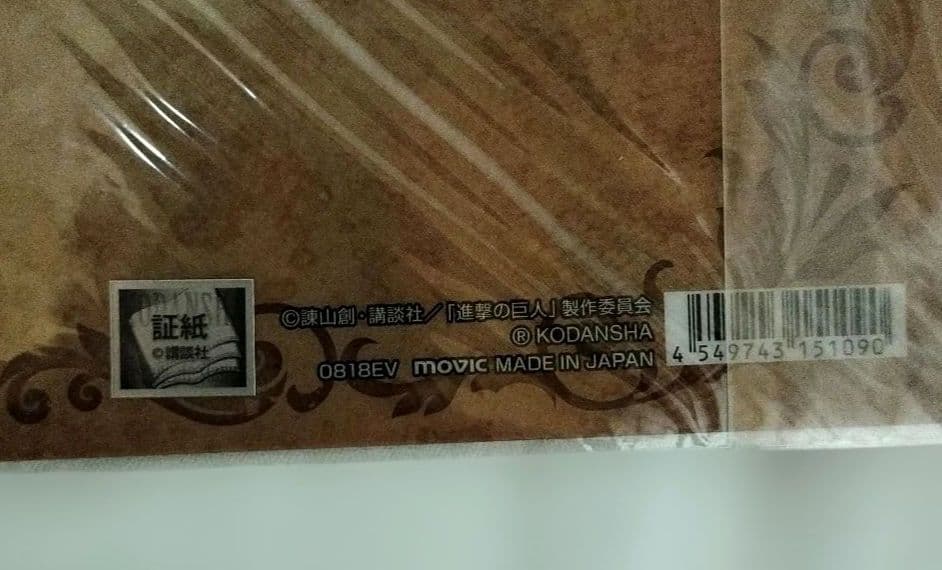 証紙
©講談社
©諫山創・講談社／「進撃の巨人」製作委員会
® KODANSHA
0818EV movic MADE IN JAPAN
4 549743 151090